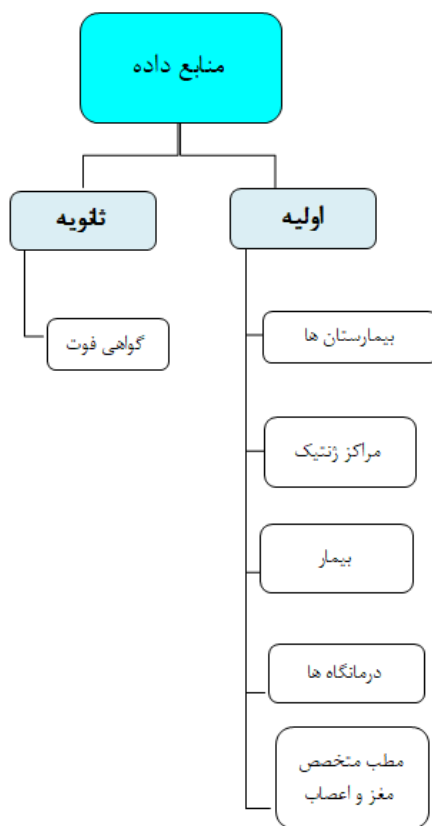 منابع داده
اولیه
ثانویه
بیمارستان ها
گواهی فوت
مراکز ژنتیک
بیمار
درمانگاه ها
مطب متخصص
مغز و اعصاب